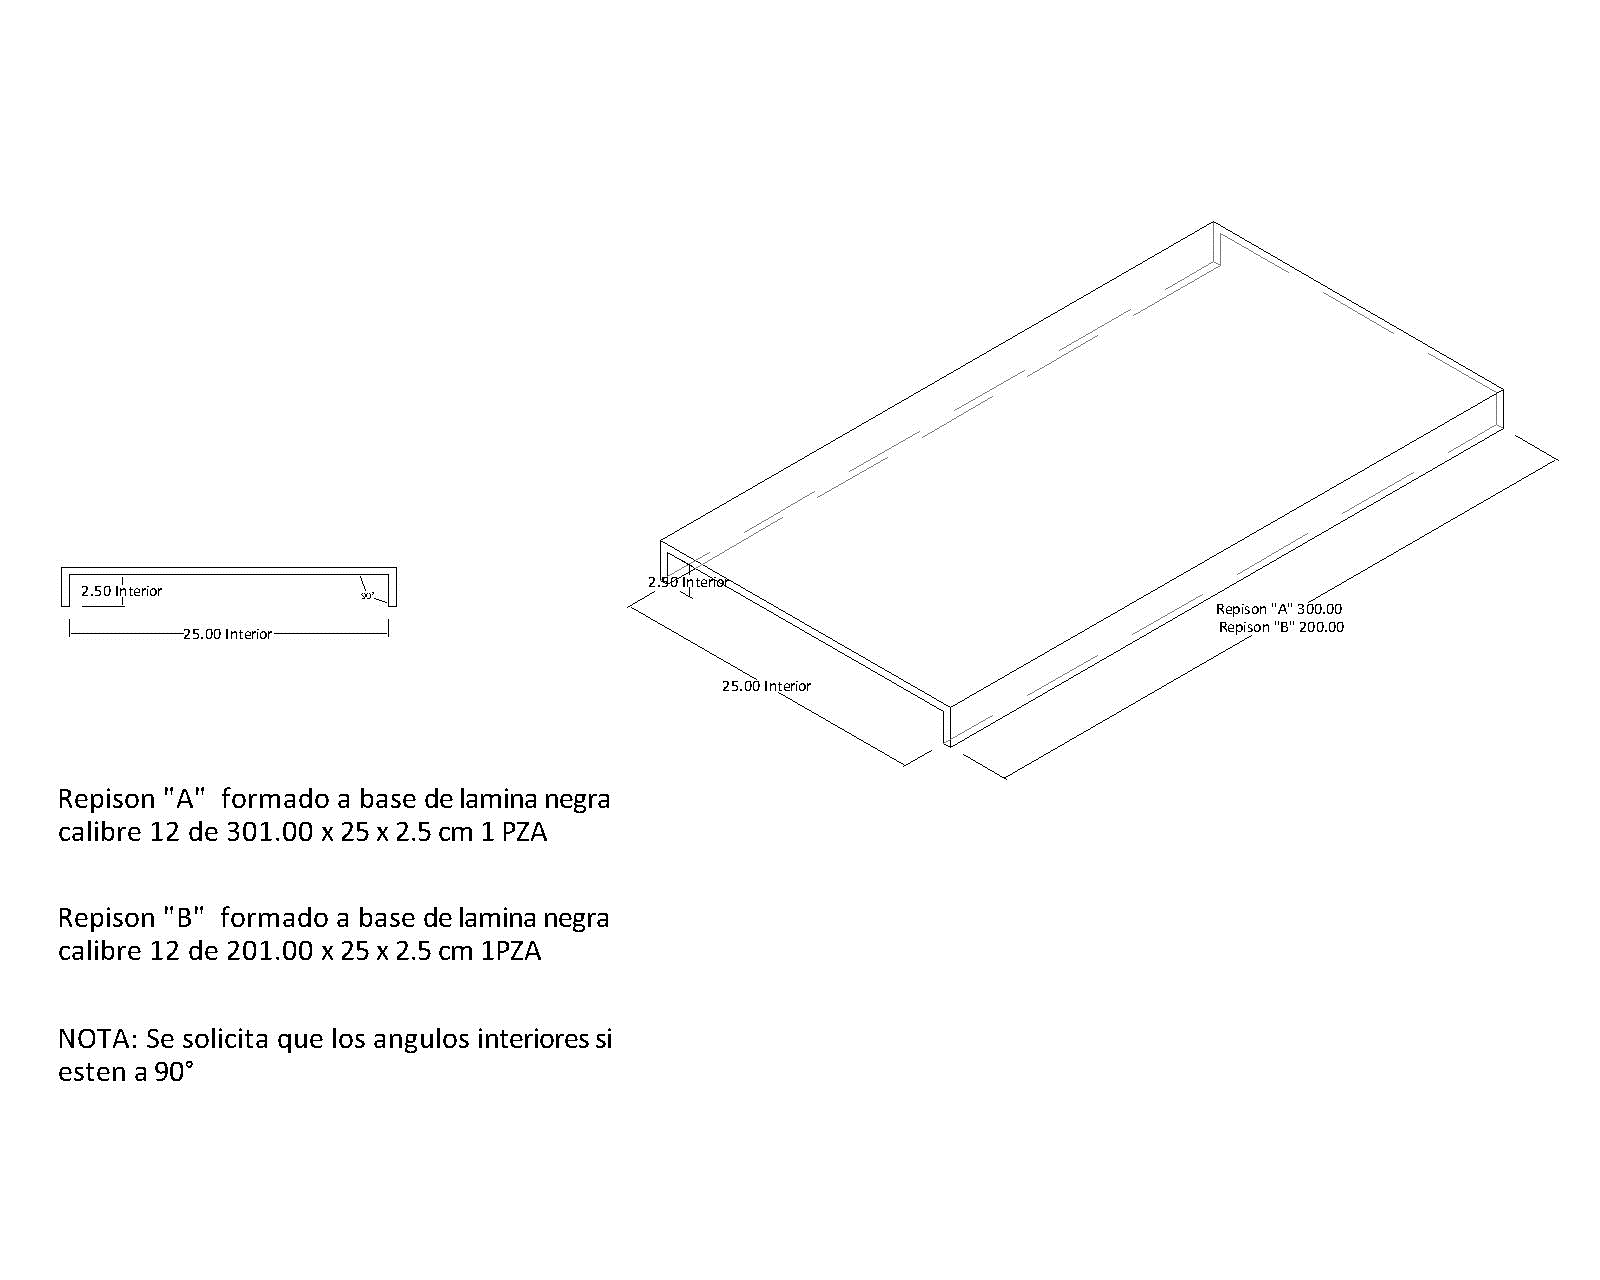 2.50 Interior
90°
25.00 Interior
2.50 Interior
25.00 Interior
Repison "A" 300.00
Repison "B" 200.00
Repison "A" formado a base de lamina negra
calibre 12 de 301.00 x 25 x 2.5 cm 1 PZA
Repison "B" formado a base de lamina negra
calibre 12 de 201.00 x 25 x 2.5 cm 1PZA
NOTA: Se solicita que los angulos interiores si
esten a 90°